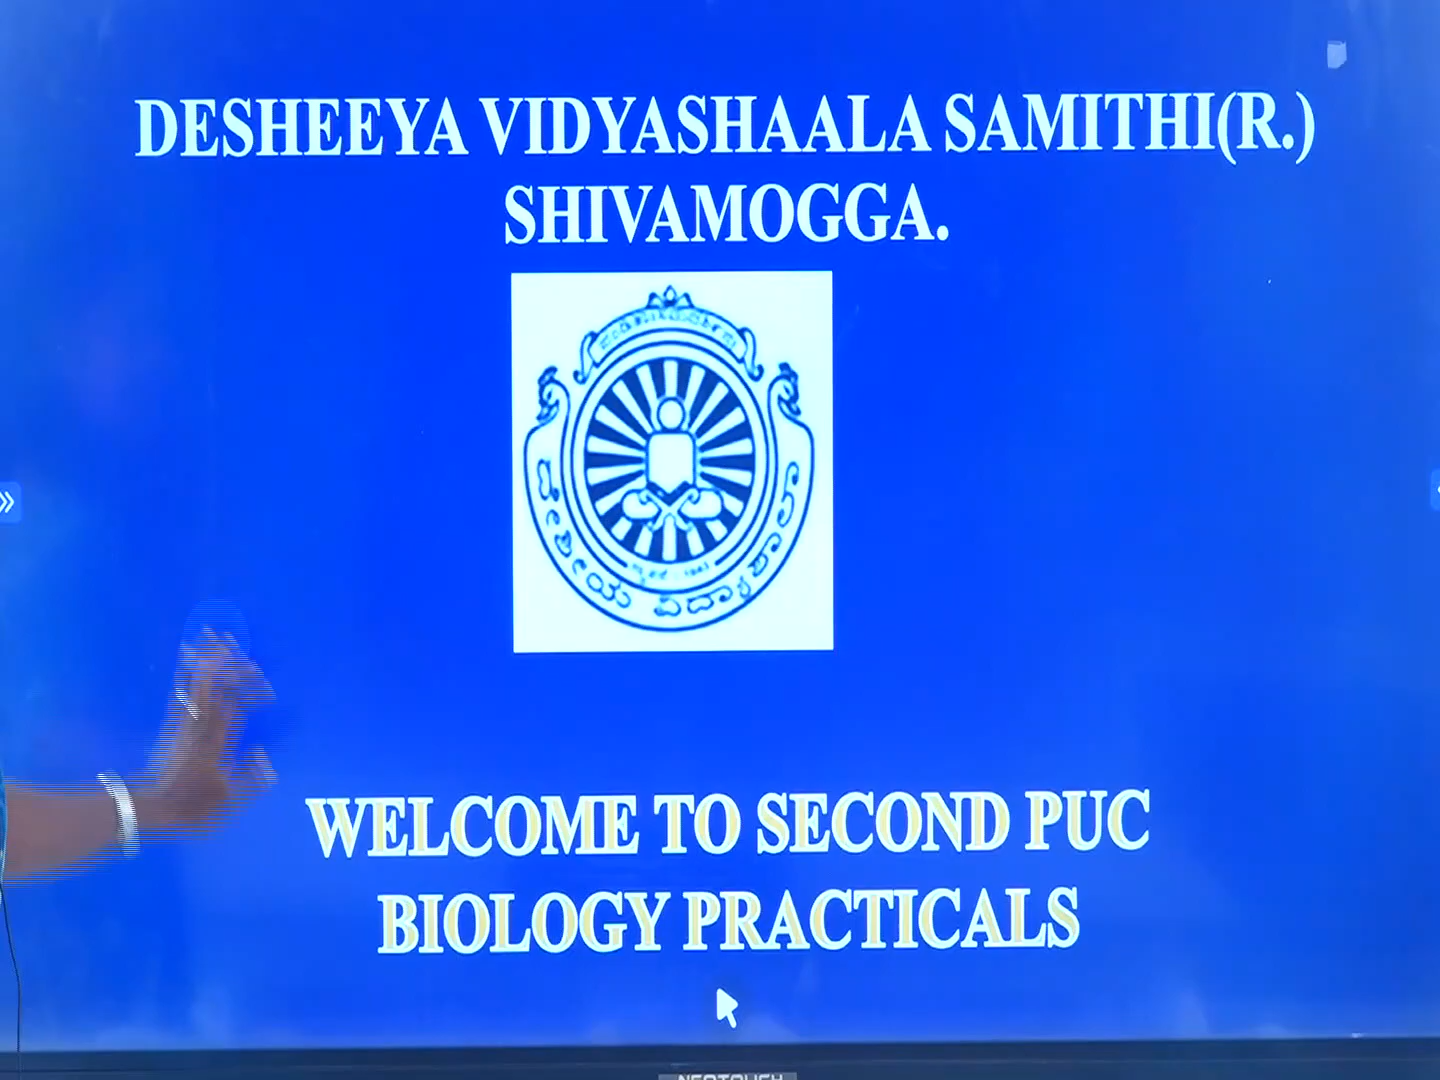 DESHEEYA VIDYASHAALA SAMITHI(R.)
SHIVAMOGGA.
ದೇಶೀಯ ವಿದ್ಯಾಶಾಲಾ
WELCOME TO SECOND PUC
BIOLOGY PRACTICALS